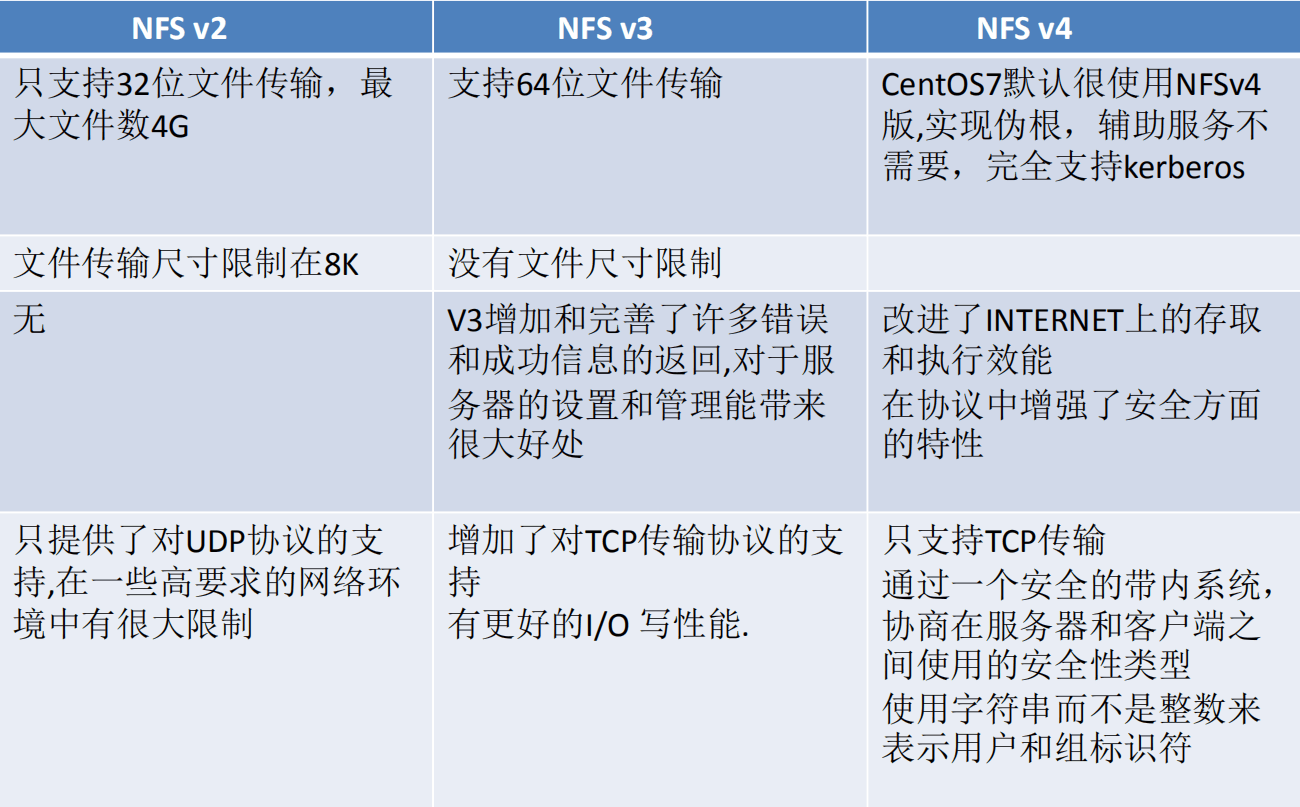 NFS v2
NFS v3
NFS v4
只支持32位文件传输，最
大文件数4G
支持64位文件传输
CentOS7默认很使用NFSv4
版,实现伪根，辅助服务不
需要，完全支持kerberos
文件传输尺寸限制在8K
没有文件尺寸限制
无
V3增加和完善了许多错误
和成功信息的返回,对于服
务器的设置和管理能带来
很大好处
改进了INTERNET上的存取
和执行效能
在协议中增强了安全方面
的特性
只提供了对UDP协议的支
持,在一些高要求的网络环
境中有很大限制
增加了对TCP传输协议的支
持
有更好的I/O 写性能.
只支持TCP传输
通过一个安全的带内系统，
协商在服务器和客户端之
间使用的安全性类型
使用字符串而不是整数来
表示用户和组标识符